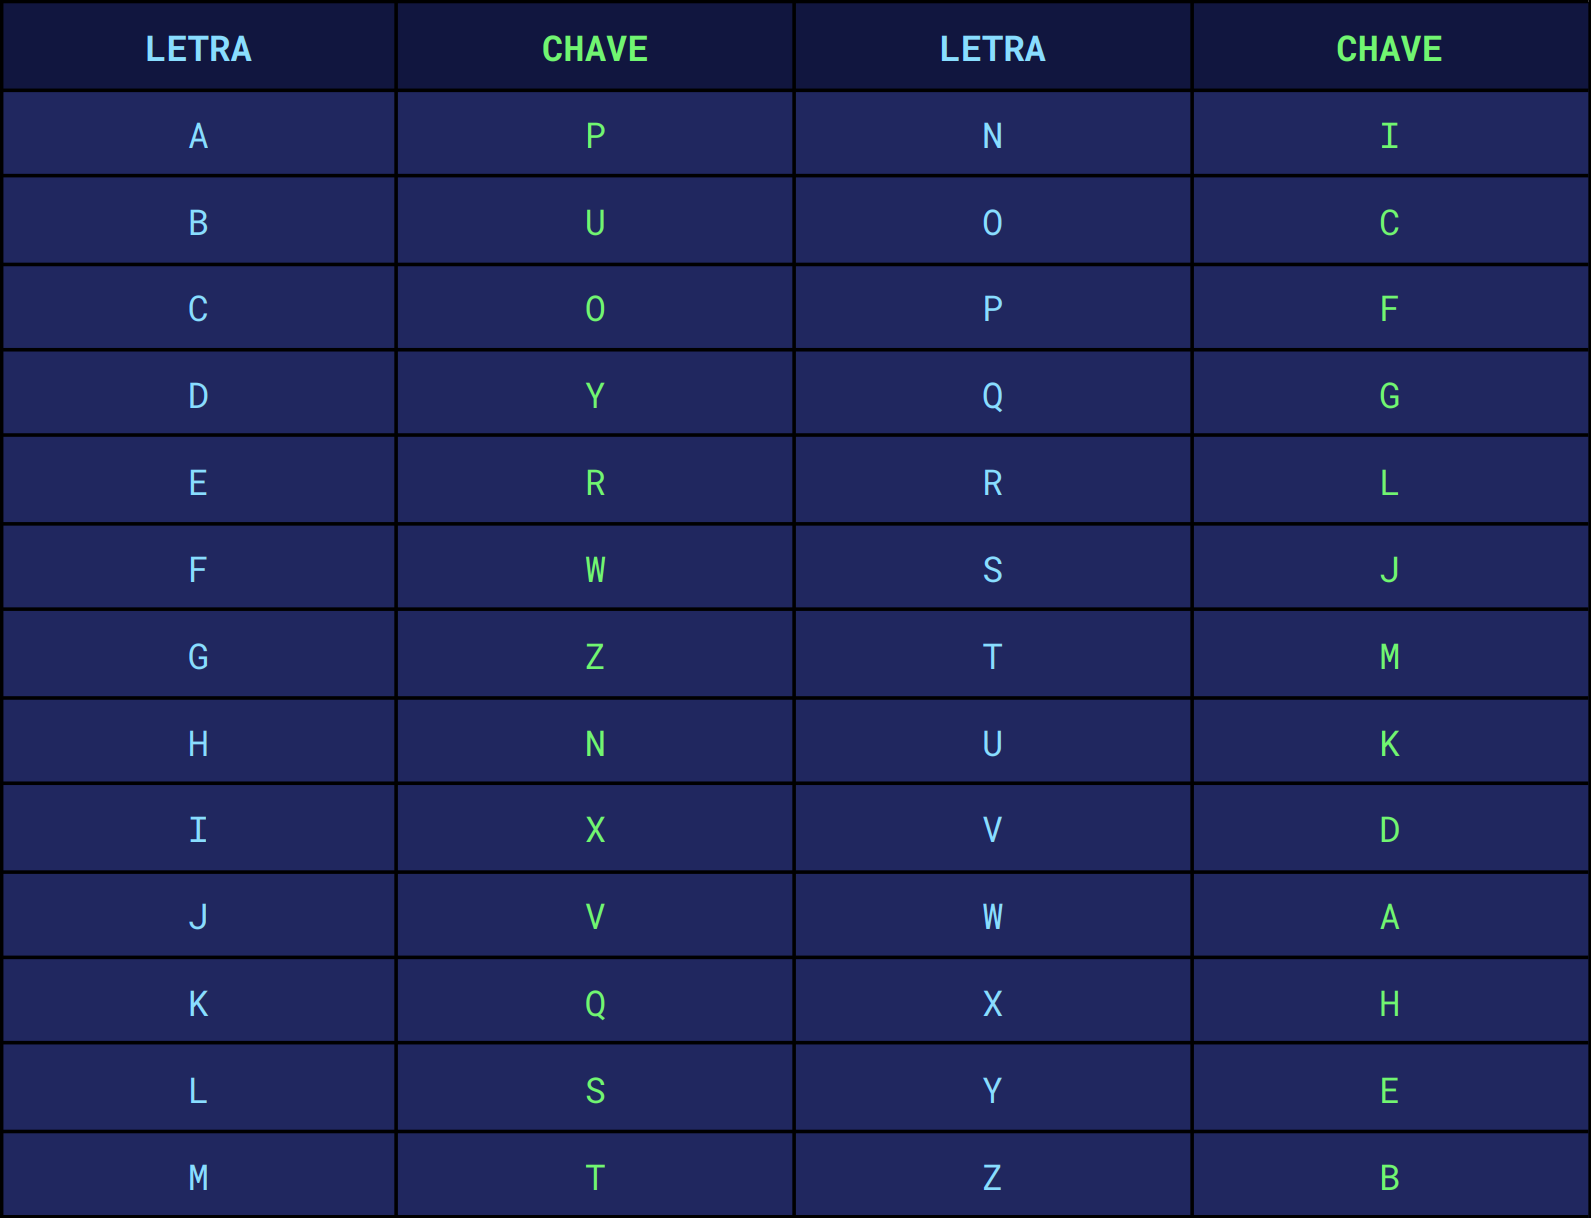 LETRA CHAVE LETRA CHAVE
A P N I
B U O C
C O P F
D Y Q G
E R R L
F W S J
G Z T M
H N U K
I X V D
J V W A
K Q X H
L S Y E
M T Z B